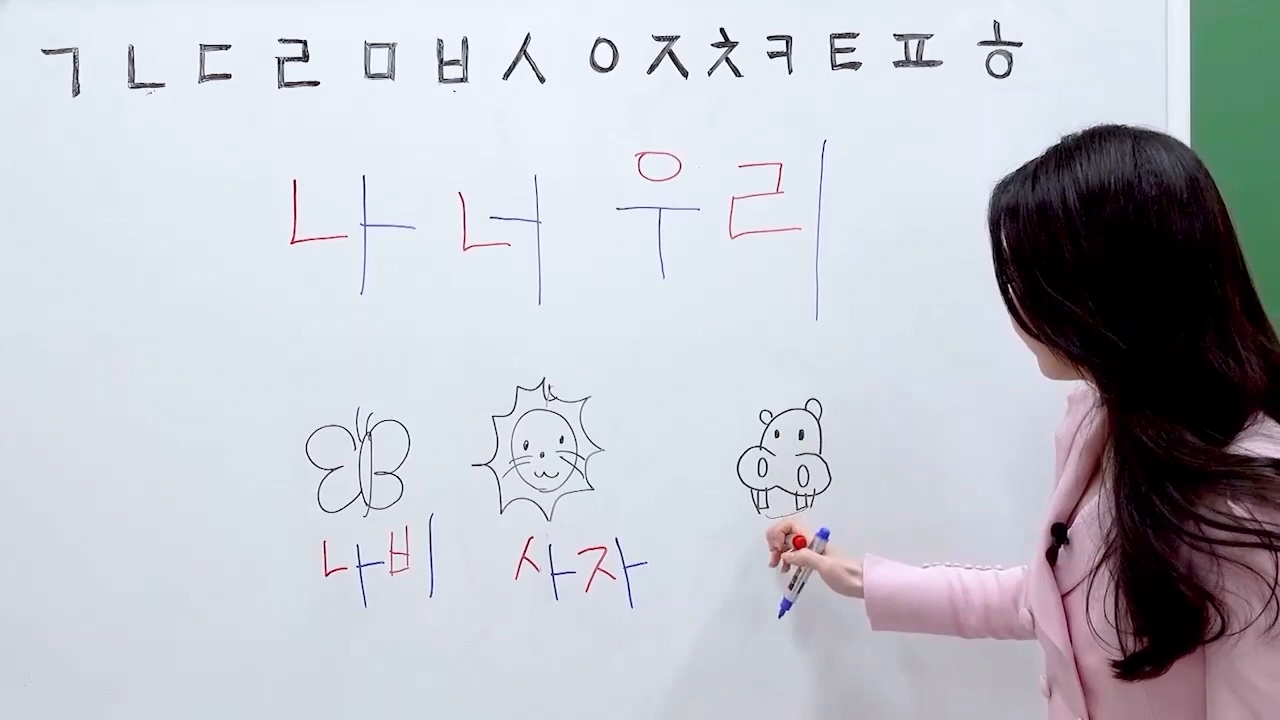 ㄱ ㄴ ㄷ ㄹ ㅁ ㅂ ㅅ ㅇ ㅈ ㅊ ㅋ ㅌ ㅍ ㅎ
나 너 우리
나비 사자